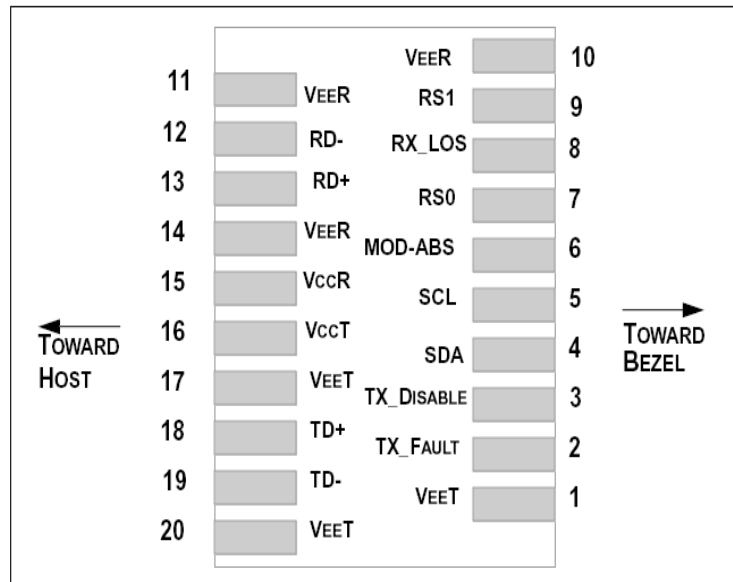 11 VEER
12 RD-
13 RD+
14 VEER
15 VCCR
16 VCCT
17 VEET
18 TD+
19 TD-
20 VEET
VEER 10
RS1 9
RX_LOS 8
RS0 7
MOD-ABS 6
SCL 5
SDA 4
TX_DISABLE 3
TX_FAULT 2
VEET 1
TOWARD
HOST
TOWARD
BEZEL